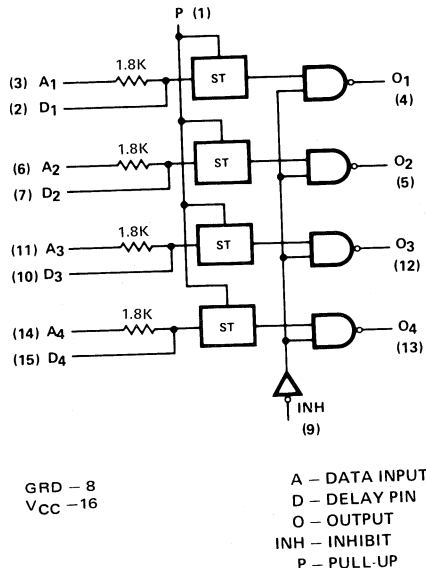 P (1)
1.8K
(3) A1
ST
O1
(2) D1
(4)
1.8K
(6) A2
ST
O2
(7) D2
(5)
1.8K
(11) A3
ST
O3
(10) D3
(12)
1.8K
(14) A4
ST
O4
(15) D4
(13)
INH
(9)
GRD – 8
VCC –16
A – DATA INPUT
D – DELAY PIN
O – OUTPUT
INH – INHIBIT
P – PULL-UP